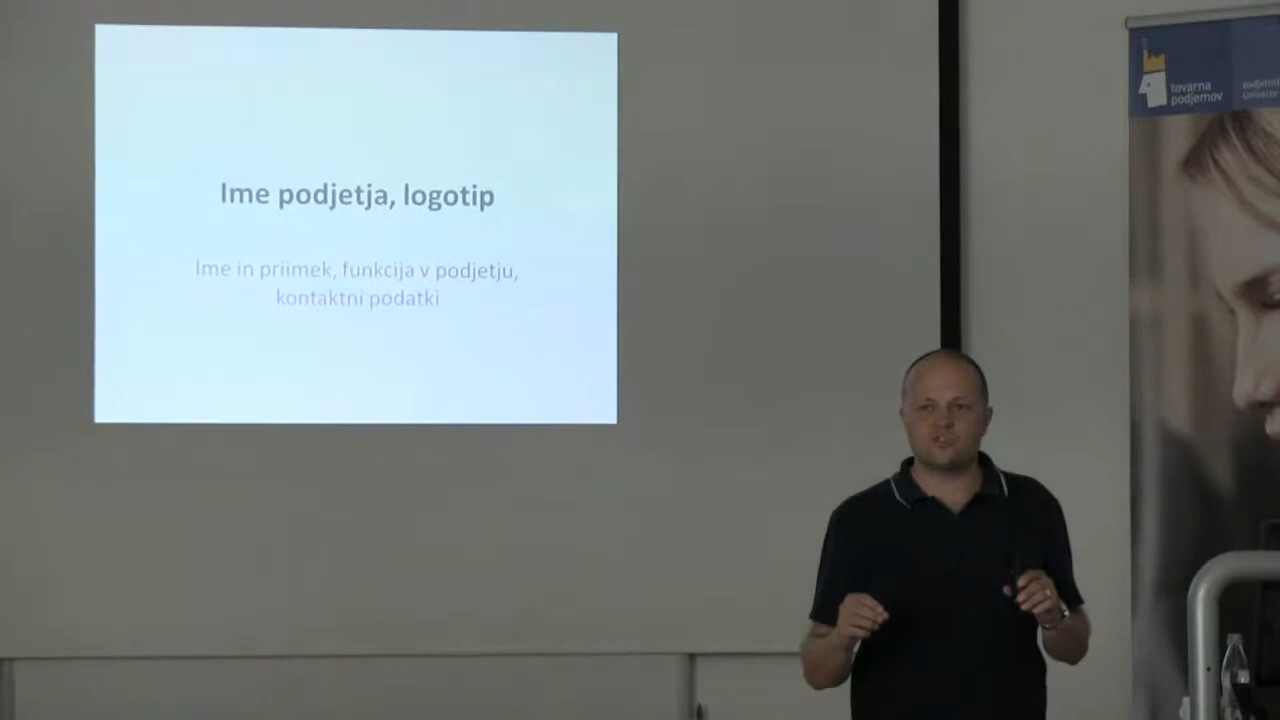 Ime podjetja, logotip
Ime in priimek, funkcija v podjetju,
kontaktni podatki
tovarna
podjemov